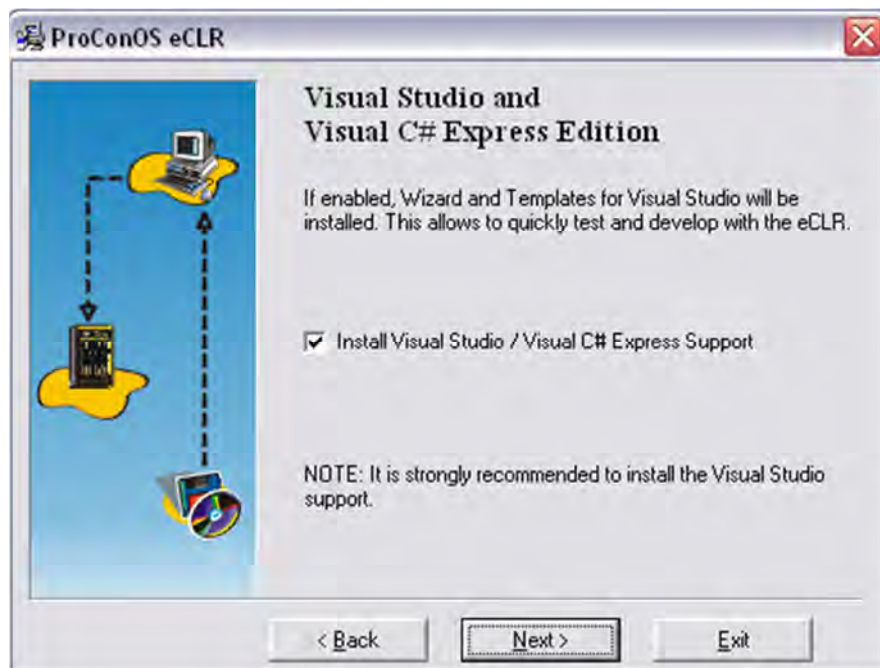 ProConOS eCLR
Visual Studio and
Visual C# Express Edition
If enabled, Wizard and Templates for Visual Studio will be
installed. This allows to quickly test and develop with the eCLR.
Install Visual Studio / Visual C# Express Support
NOTE: It is strongly recommended to install the Visual Studio
support.
< Back
Next >
Exit